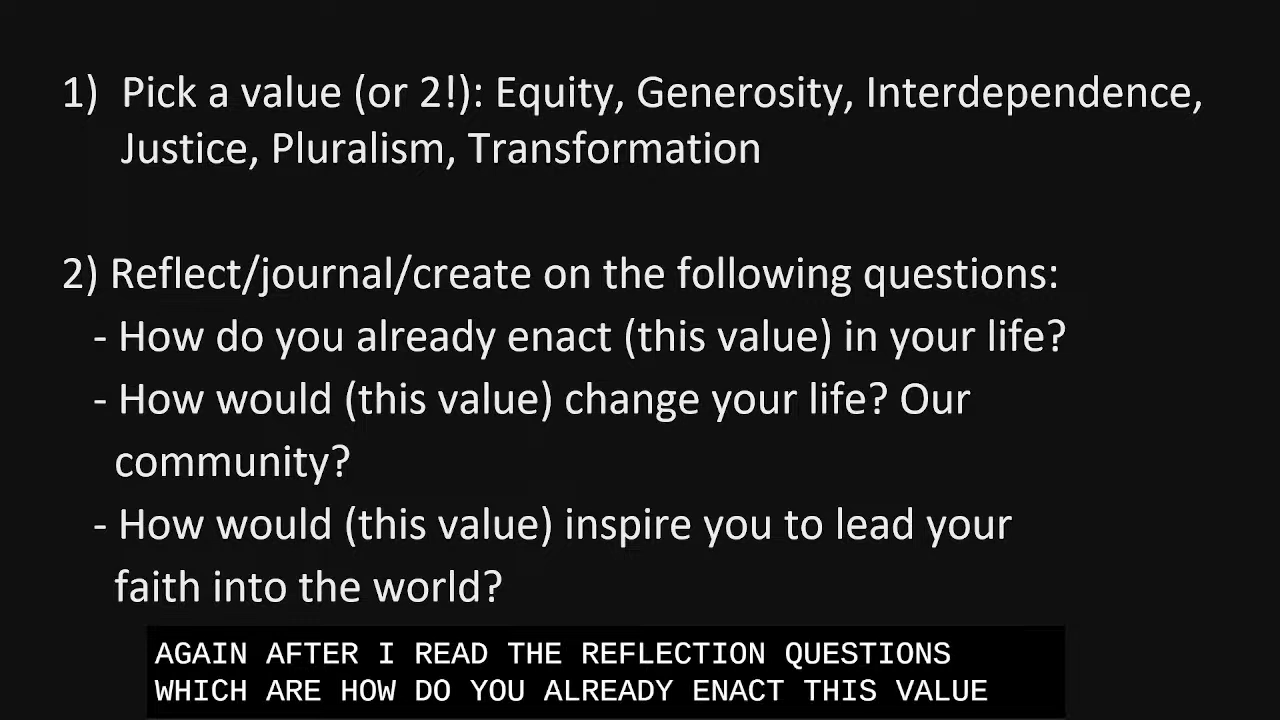 1) Pick a value (or 2!): Equity, Generosity, Interdependence,
Justice, Pluralism, Transformation
2) Reflect/journal/create on the following questions:
- How do you already enact (this value) in your life?
- How would (this value) change your life? Our
community?
- How would (this value) inspire you to lead your
faith into the world?
AGAIN AFTER I READ THE REFLECTION QUESTIONS
WHICH ARE HOW DO YOU ALREADY ENACT THIS VALUE